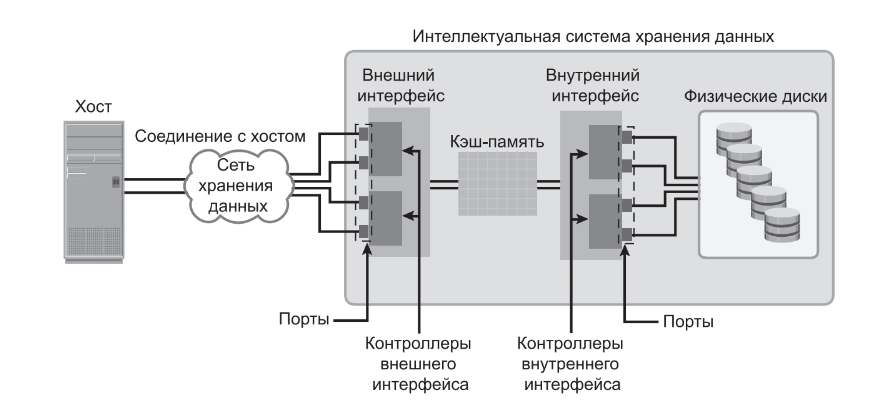 Интеллектуальная система хранения данных
Внешний
интерфейс
Внутренний
интерфейс
Физические диски
Хост
Соединение с хостом
Кэш-память
Сеть
хранения
данных
Порты
Порты
Контроллеры
внешнего
интерфейса
Контроллеры
внутреннего
интерфейса